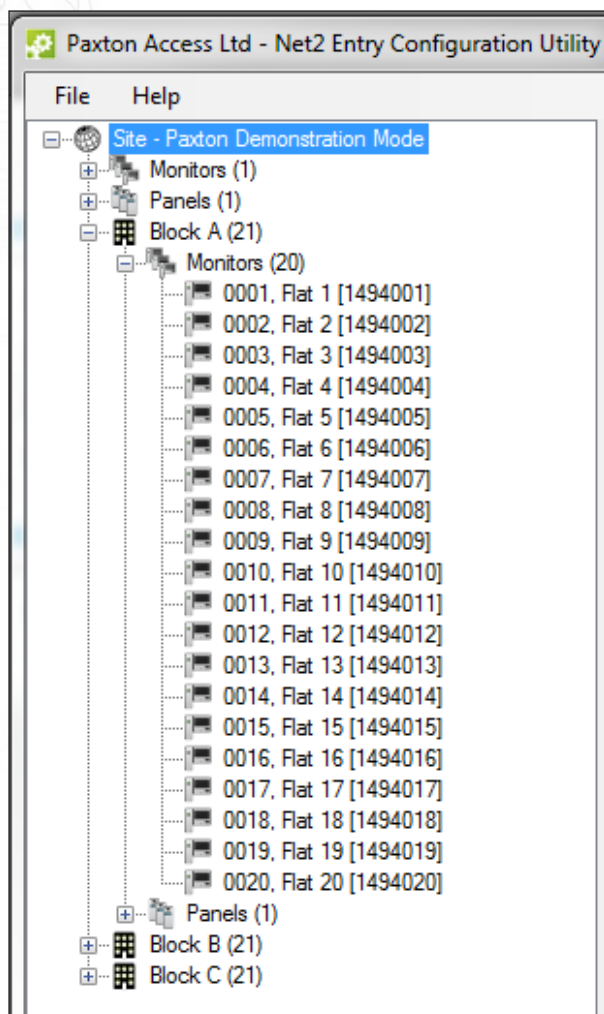 Paxton Access Ltd - Net2 Entry Configuration Utility
File Help
Site - Paxton Demonstration Mode
Monitors (1)
Panels (1)
Block A (21)
Monitors (20)
0001, Flat 1 [1494001]
0002, Flat 2 [1494002]
0003, Flat 3 [1494003]
0004, Flat 4 [1494004]
0005, Flat 5 [1494005]
0006, Flat 6 [1494006]
0007, Flat 7 [1494007]
0008, Flat 8 [1494008]
0009, Flat 9 [1494009]
0010, Flat 10 [1494010]
0011, Flat 11 [1494011]
0012, Flat 12 [1494012]
0013, Flat 13 [1494013]
0014, Flat 14 [1494014]
0015, Flat 15 [1494015]
0016, Flat 16 [1494016]
0017, Flat 17 [1494017]
0018, Flat 18 [1494018]
0019, Flat 19 [1494019]
0020, Flat 20 [1494020]
Panels (1)
Block B (21)
Block C (21)